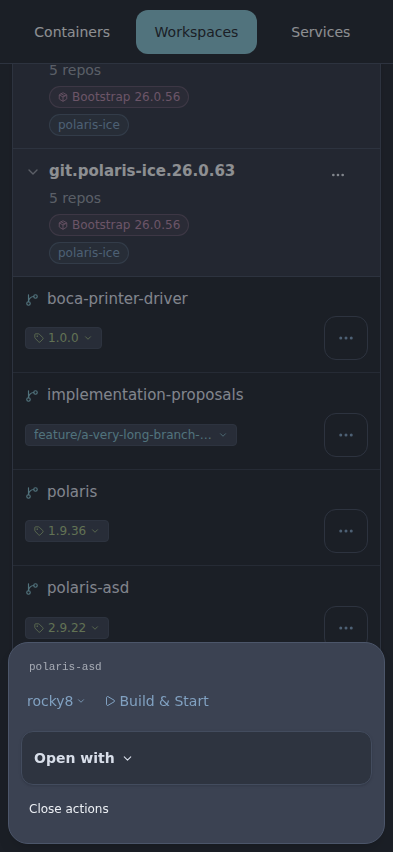 Containers
Workspaces
Services
5 repos
Bootstrap 26.0.56
polaris-ice
git.polaris-ice.26.0.63
...
5 repos
Bootstrap 26.0.56
polaris-ice
boca-printer-driver
1.0.0
implementation-proposals
feature/a-very-long-branch-...
polaris
1.9.36
polaris-asd
2.9.22
polaris-asd
rocky8
Build & Start
Open with
Close actions